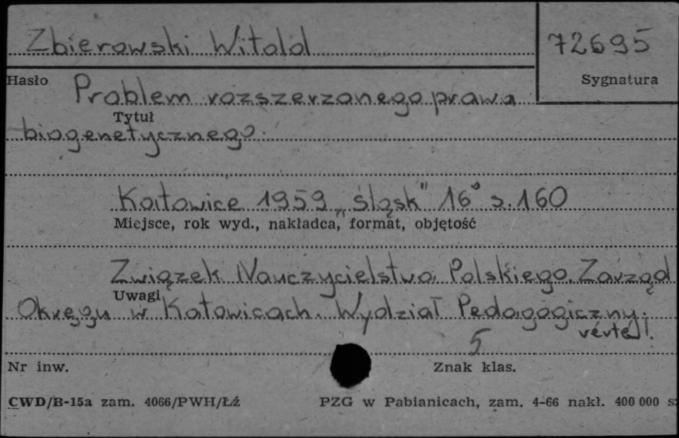 Zbierowski Witold
72695
Hasło
Sygnatura
Problem rozszerzonego prawa
Tytuł
biogenetycznego.
Katowice 1959 „Śląsk" 16° s. 160
Miejsce, rok wyd., nakładca, format, objętość
Związek Nauczycielstwa Polskiego. Zarząd
Uwagi
Okręgu w Katowicach. Wydział Pedagogiczny.
verte!
5
Nr inw.
Znak klas.
CWD/B-15a zam. 4066/PWH/Łź
PZG w Pabianicach, zam. 4-66 nakł. 400 000 s